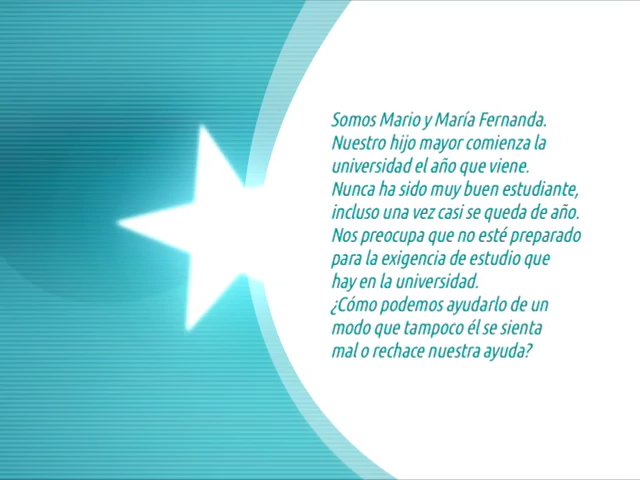 Somos Mario y María Fernanda.
Nuestro hijo mayor comienza la
universidad el año que viene.
Nunca ha sido muy buen estudiante,
incluso una vez casi se queda de año.
Nos preocupa que no esté preparado
para la exigencia de estudio que
hay en la universidad.
¿Cómo podemos ayudarlo de un
modo que tampoco él se sienta
mal o rechace nuestra ayuda?